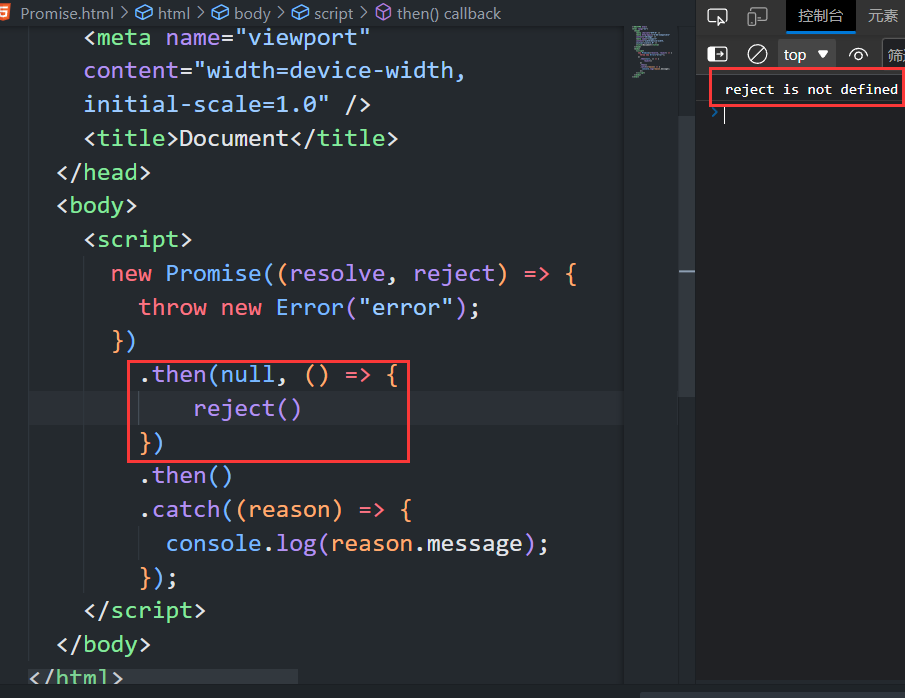 Promise.html > html > body > script > then() callback
<meta name="viewport"
content="width=device-width,
initial-scale=1.0" />
<title>Document</title>
</head>
<body>
<script>
new Promise((resolve, reject) => {
throw new Error("error");
})
.then(null, () => {
reject()
})
.then()
.catch((reason) => {
console.log(reason.message);
});
</script>
</body>
</html>
控制台 元素
top
reject is not defined
>